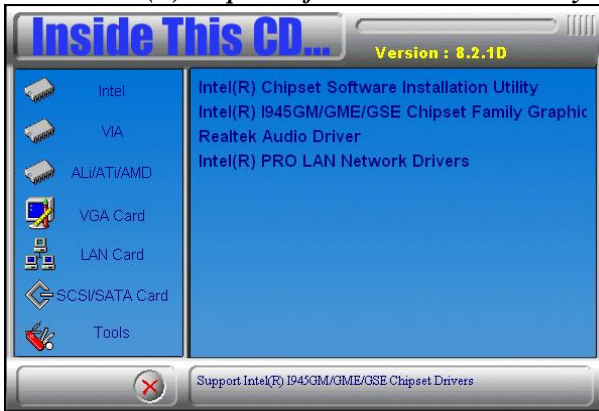 Inside This CD...
Version : 8.2.1D
Intel
VIA
ALi/ATi/AMD
VGA Card
LAN Card
SCSI/SATA Card
Tools
Intel(R) Chipset Software Installation Utility
Intel(R) I945GM/GME/GSE Chipset Family Graphic
Realtek Audio Driver
Intel(R) PRO LAN Network Drivers
Support Intel(R) I945GM/GME/GSE Chipset Drivers